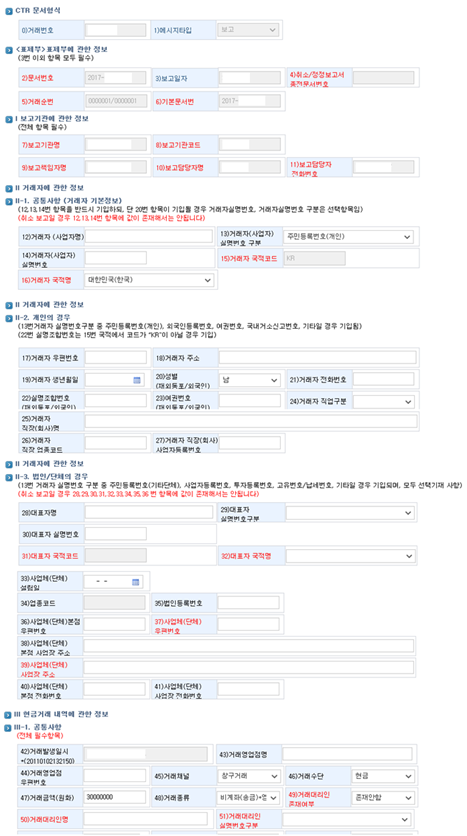 CTR 문서형식
0)거래번호
1)메시지타입 보고
<표제부>표제부에 관한 정보
(3번 이외 항목 모두 필수)
2)문서번호 2017-
3)보고일자
4)취소/정정보고서
종전문서번호
5)거래순번 0000001/0000001
6)기본문서번 2017-
I 보고기관에 관한 정보
(전체 항목 필수)
7)보고기관명
8)보고기관코드
9)보고책임자명
10)보고담당자명
11)보고담당자
전화번호
II 거래자에 관한 정보
II-1. 공통사항 (거래자 기본정보)
(12,13,14번 항목을 반드시 기입하되, 단 20번 항목이 기입될 경우 거래자실명번호, 거래자실명번호 구분은 선택항목임)
(취소 보고일 경우 12,13,14번 항목에 값이 존재해서는 안됩니다)
12)거래자 (사업자명)
13)거래자(사업자)
실명번호 구분
주민등록번호(개인)
14)거래자(사업자)
실명번호
15)거래자 국적코드 KR
16)거래자 국적명 대한민국(한국)
II 거래자에 관한 정보
II-2. 개인의 경우
(13번거래자 실명번호구분 중 주민등록번호(개인), 외국인등록번호, 여권번호, 국내거소신고번호, 기타일 경우 기입됨)
(22번 실명조합번호는 15번 국적에서 코드가 "KR"이 아닐 경우 기입)
17)거래자 우편번호
18)거래자 주소
19)거래자 생년월일
20)성별
(재외동포/외국인)
남
21)거래자 전화번호
22)실명조합번호
(재외동포/외국인)
23)여권번호
(재외동포/외국인)
24)거래자 직업구분
25)거래자
직장(회사)명
26)거래자
직장 업종코드
27)거래자 직장(회사)
사업자등록번호
II 거래자에 관한 정보
II-3. 법인/단체의 경우
(13번 거래자 실명번호 구분 중 주민등록번호(기타단체), 사업자등록번호, 투자등록번호, 고유번호/납세번호, 기타일 경우 기입되며, 모두 선택기재 사항)
(취소 보고일 경우 28,29,30,31,32,33,34,35,36 번 항목에 값이 존재해서는 안됩니다)
28)대표자명
29)대표자
실명번호구분
30)대표자 실명번호
31)대표자 국적코드
32)대표자 국적명
33)사업체(단체)
설립일
- -
34)업종코드
35)법인등록번호
36)사업체(단체)본점
우편번호
37)사업체(단체)
우편번호
38)사업체(단체)
본점 사업장 주소
39)사업체(단체)
사업장 주소
40)사업체(단체)
본점 전화번호
41)사업체(단체)
사업장 전화번호
III 현금거래 내역에 관한 정보
III-1. 공통사항
(전체 필수항목)
42)거래발생일시
*(20110102132150)
43)거래영업점명
44)거래영업점
우편번호
45)거래채널 창구거래
46)거래수단 현금
47)거래금액(원화) 30000000
48)거래종류 비계좌(송금)+영
49)거래대리인
존재여부
존재안함
50)거래대리인명
51)거래대리인
실명번호구분